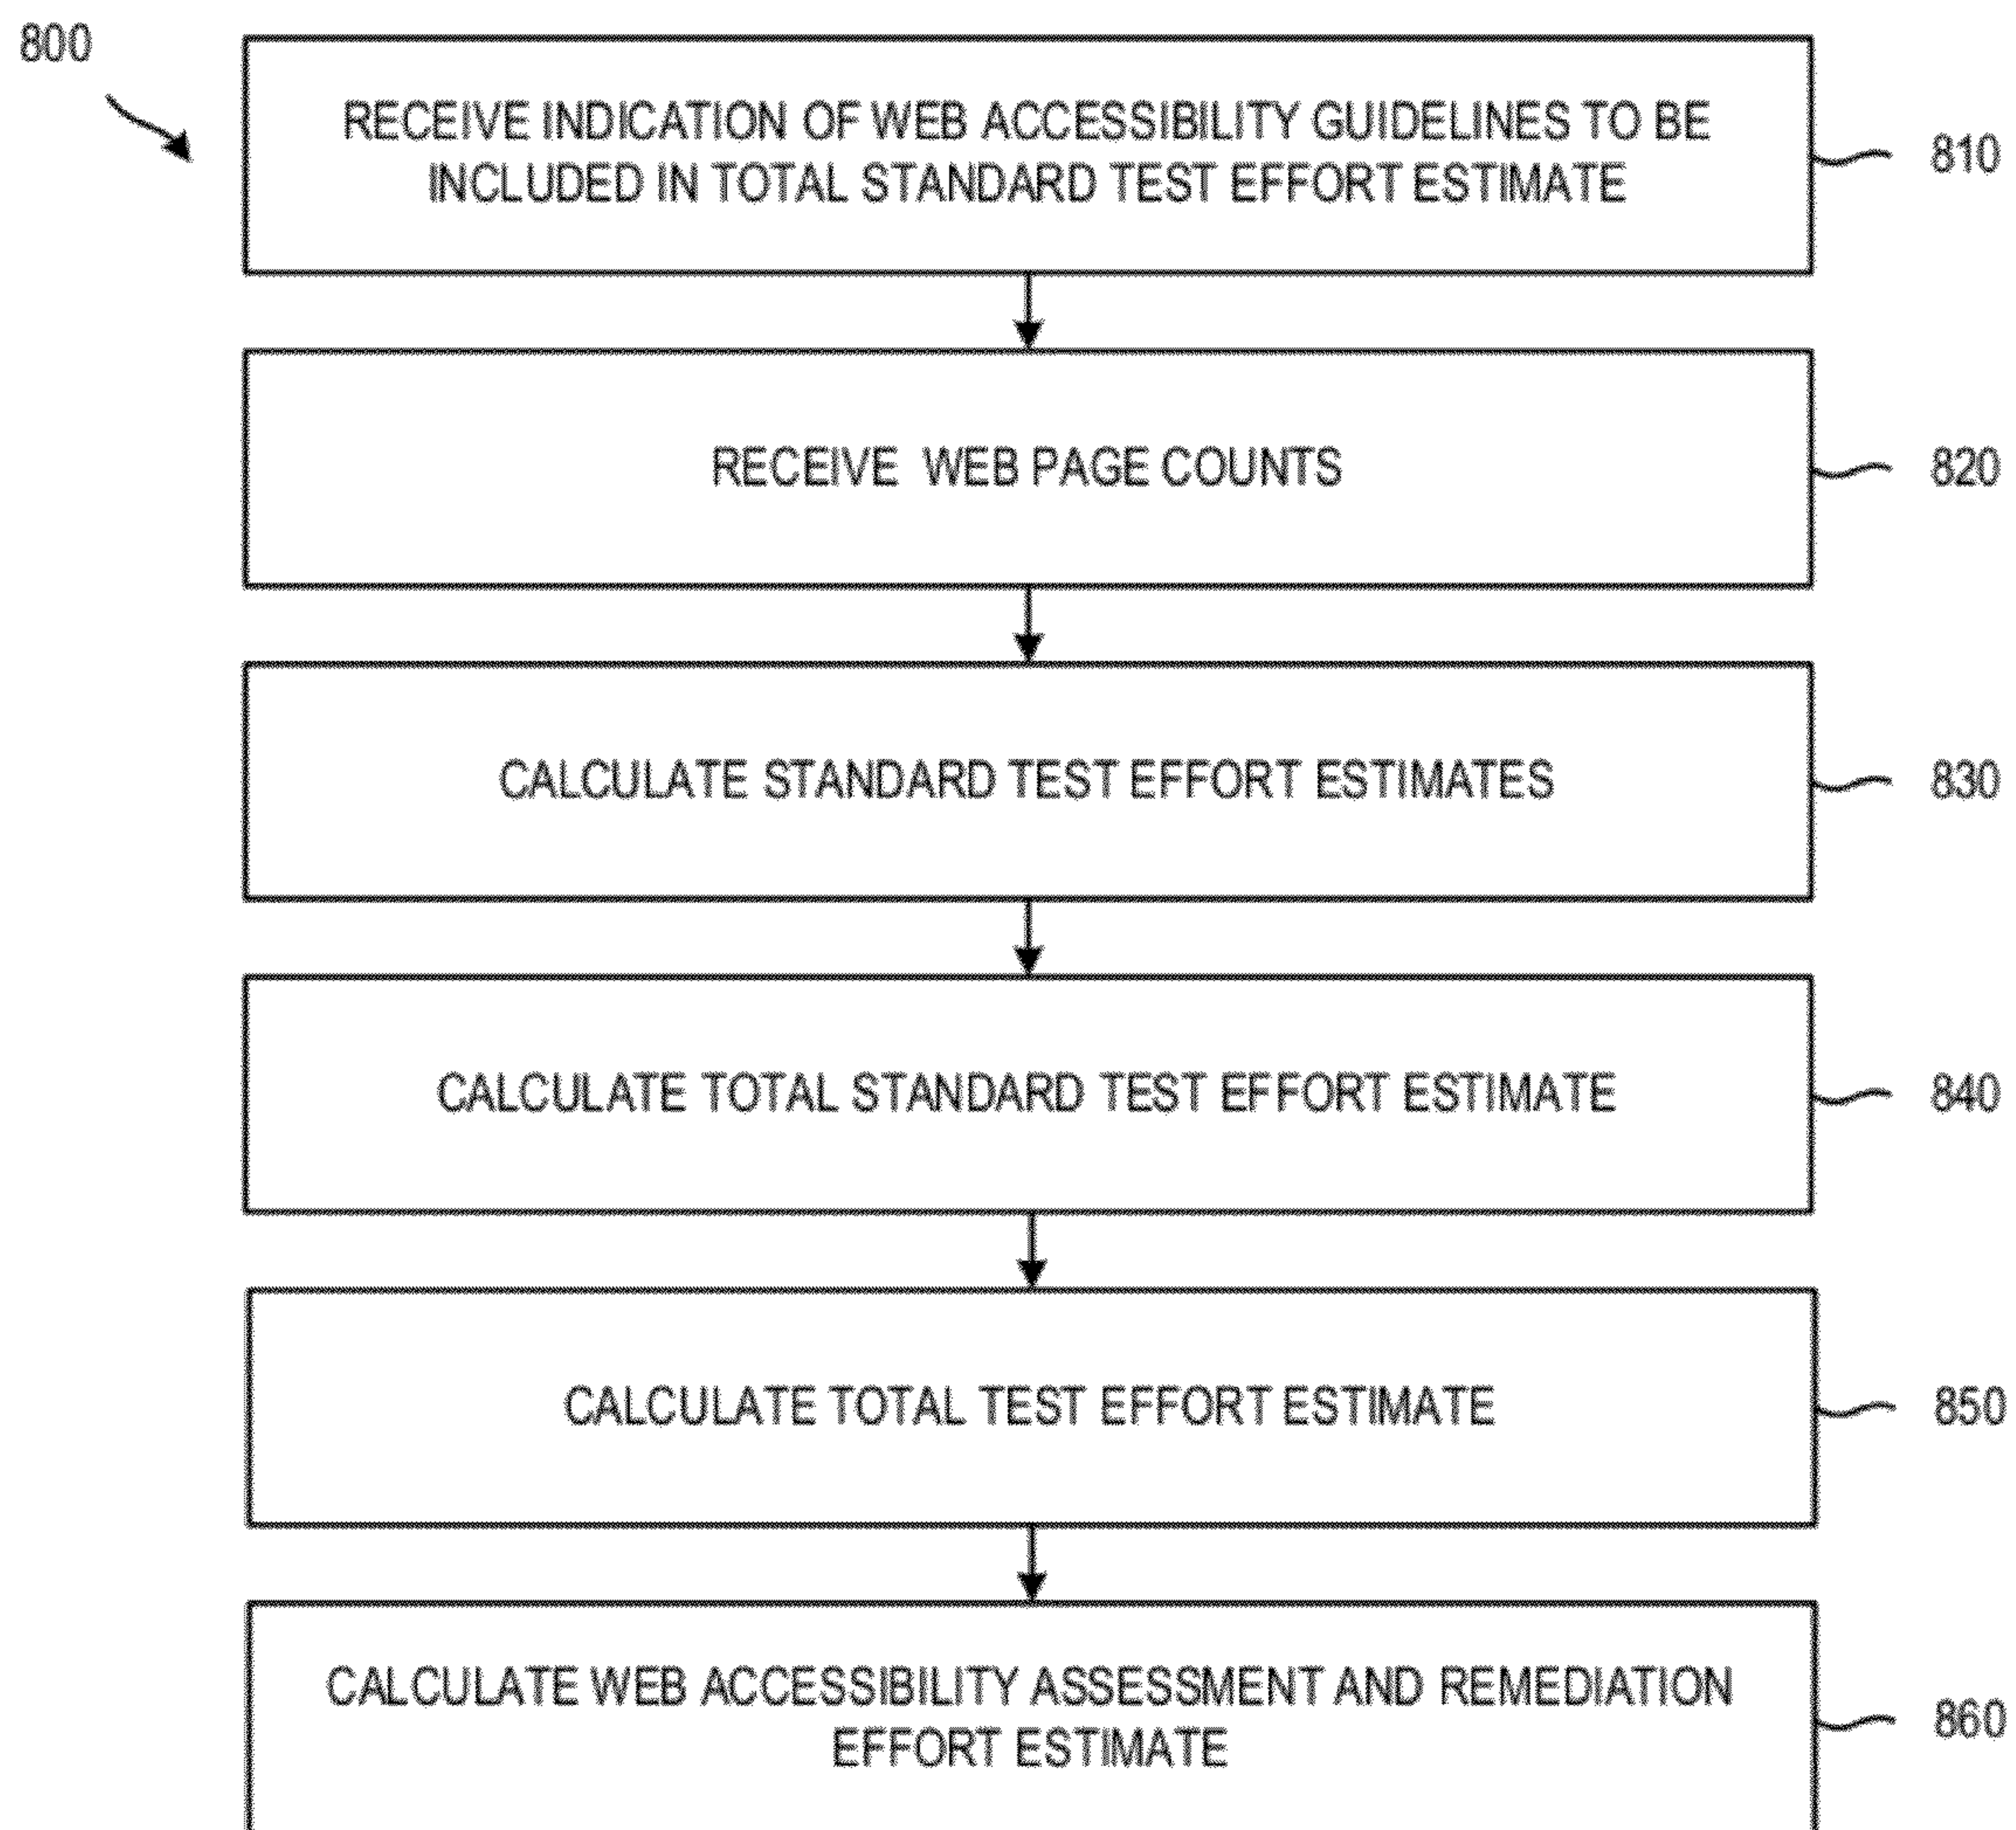 800
RECEIVE INDICATION OF WEB ACCESSIBILITY GUIDELINES TO BE
INCLUDED IN TOTAL STANDARD TEST EFFORT ESTIMATE
810
RECEIVE WEB PAGE COUNTS
820
CALCULATE STANDARD TEST EFFORT ESTIMATES
830
CALCULATE TOTAL STANDARD TEST EFFORT ESTIMATE
840
CALCULATE TOTAL TEST EFFORT ESTIMATE
850
CALCULATE WEB ACCESSIBILITY ASSESSMENT AND REMEDIATION
EFFORT ESTIMATE
860